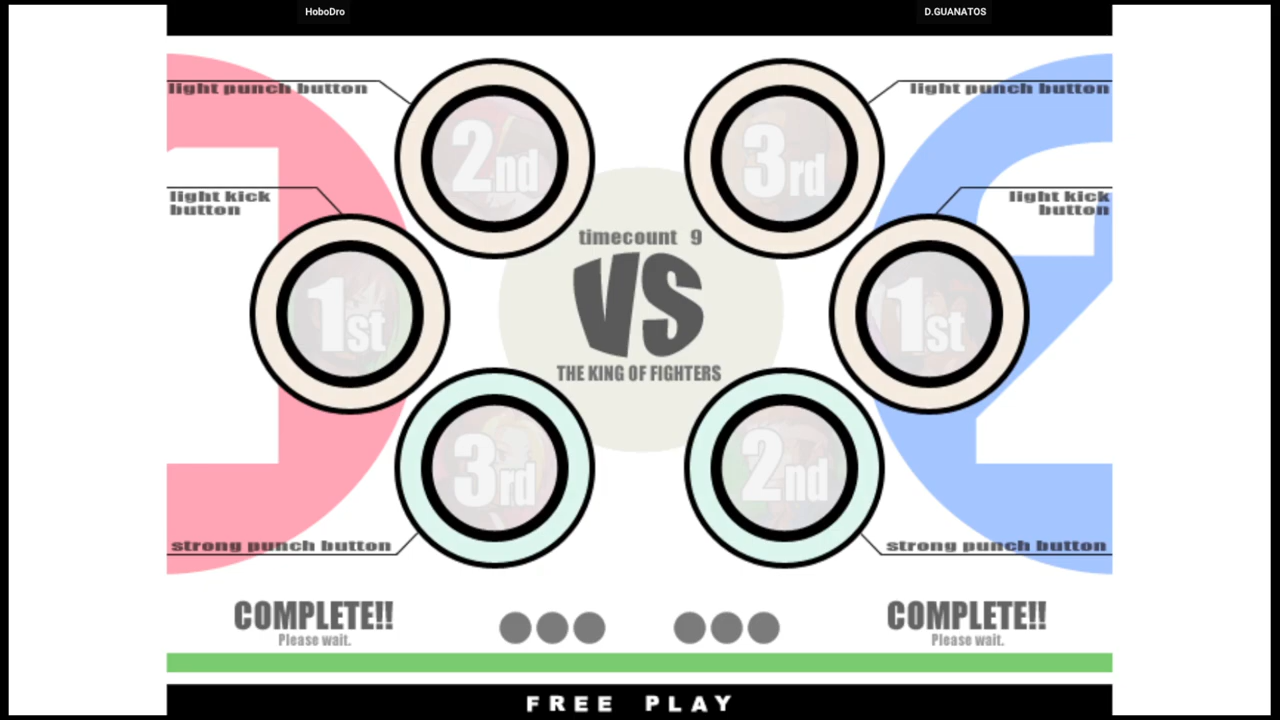 HoboDro
D.GUANATOS
light punch button
light punch button
2nd
3rd
light kick
button
light kick
button
timecount 9
1st
VS
1st
THE KING OF FIGHTERS
3rd
2nd
strong punch button
strong punch button
COMPLETE!!
Please wait.
COMPLETE!!
Please wait.
FREE PLAY